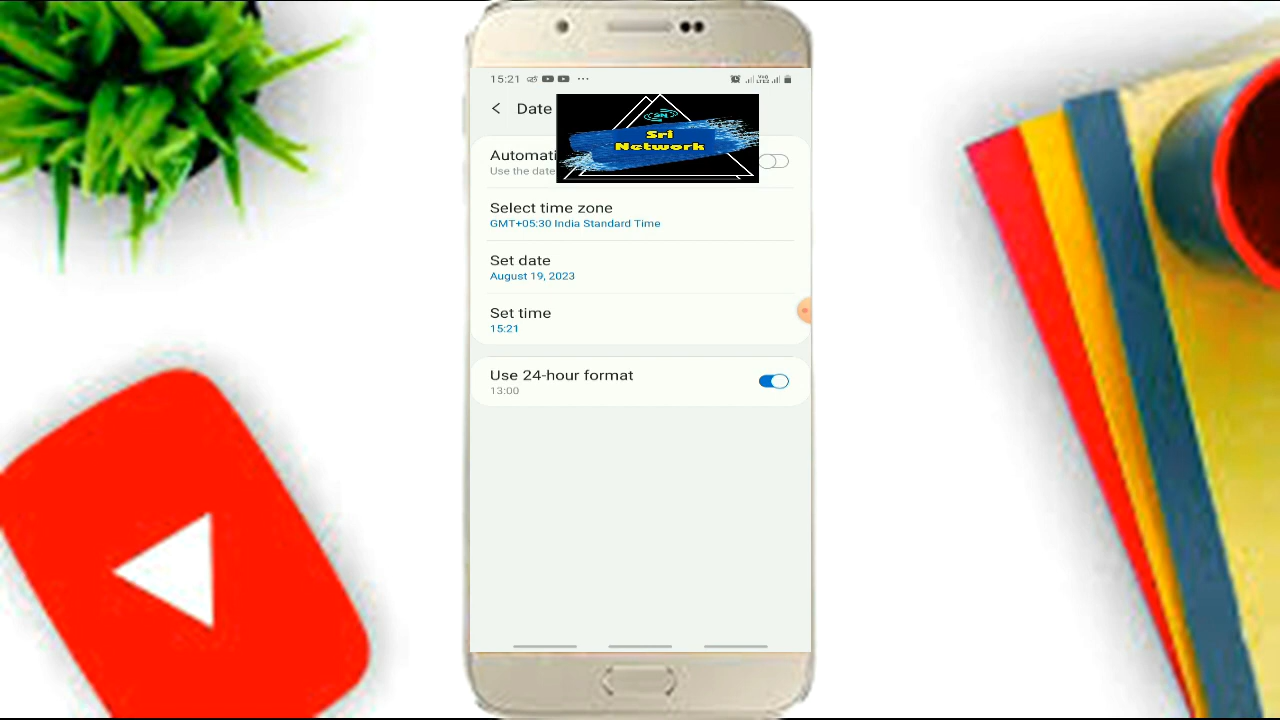 15:21
Date
SN
Sri
Network
Automati
Use the date
Select time zone
GMT+05:30 India Standard Time
Set date
August 19, 2023
Set time
15:21
Use 24-hour format
13:00